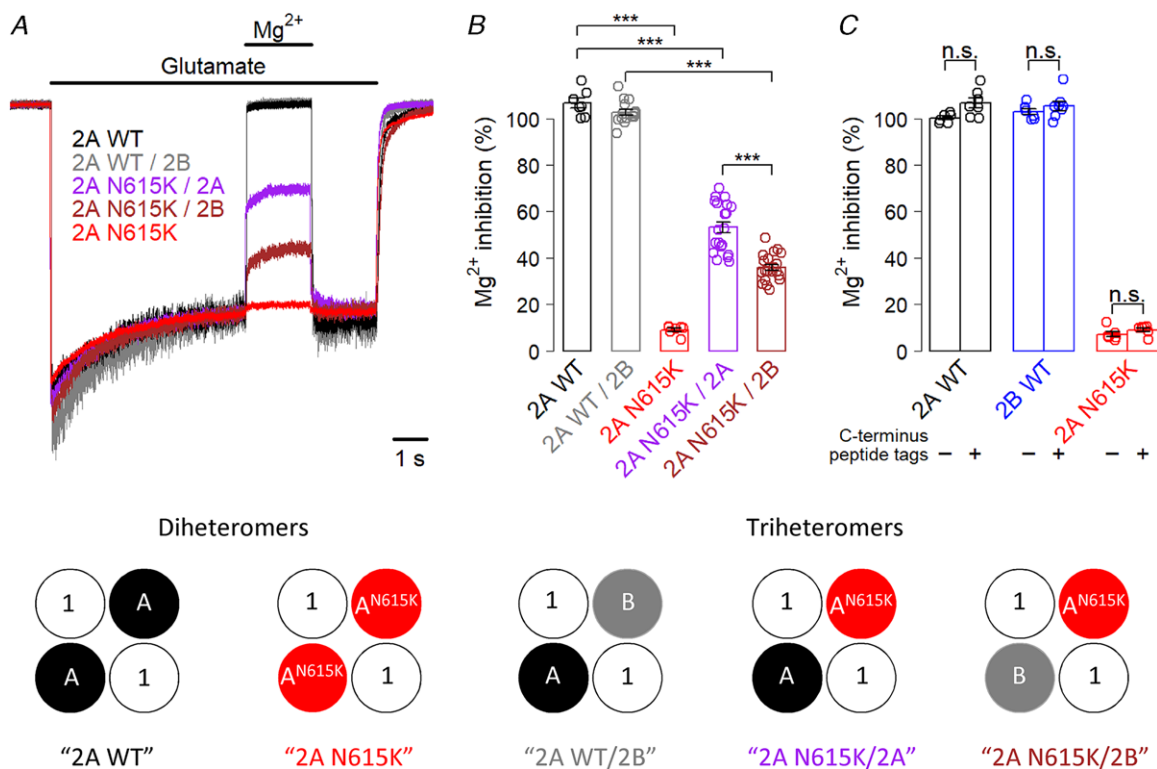 A
Mg2+
Glutamate
2A WT
2A WT / 2B
2A N615K / 2A
2A N615K / 2B
2A N615K
1 s
B
***
***
***
***
Mg2+ inhibition (%)
100
80
60
40
20
0
2A WT
2A WT / 2B
2A N615K
2A N615K / 2A
2A N615K / 2B
C
n.s.
n.s.
n.s.
Mg2+ inhibition (%)
100
80
60
40
20
0
2A WT
2B WT
2A N615K
C-terminus
peptide tags
− + − + − +
Diheteromers
Triheteromers
1 A
1 AN615K
1 B
1 AN615K
1 AN615K
A 1
AN615K 1
A 1
A 1
B 1
“2A WT”
“2A N615K”
“2A WT/2B”
“2A N615K/2A”
“2A N615K/2B”